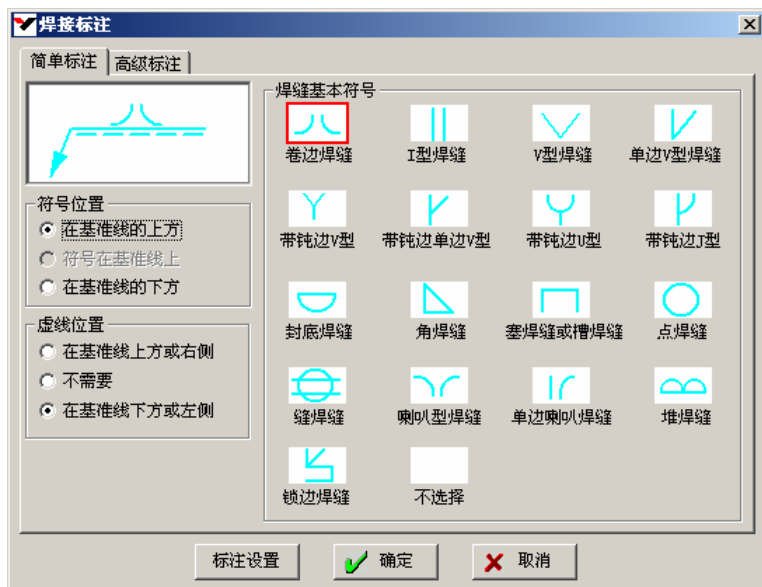 焊接标注
简单标注 高级标注
符号位置
在基准线的上方
符号在基准线上
在基准线的下方
虚线位置
在基准线上方或右侧
不需要
在基准线下方或左侧
焊缝基本符号
卷边焊缝 I型焊缝 V型焊缝 单边V型焊缝
带钝边V型 带钝边单边V型 带钝边U型 带钝边J型
封底焊缝 角焊缝 塞焊缝或槽焊缝 点焊缝
缝焊缝 喇叭型焊缝 单边喇叭焊缝 堆焊缝
锁边焊缝 不选择
标注设置 确定 取消